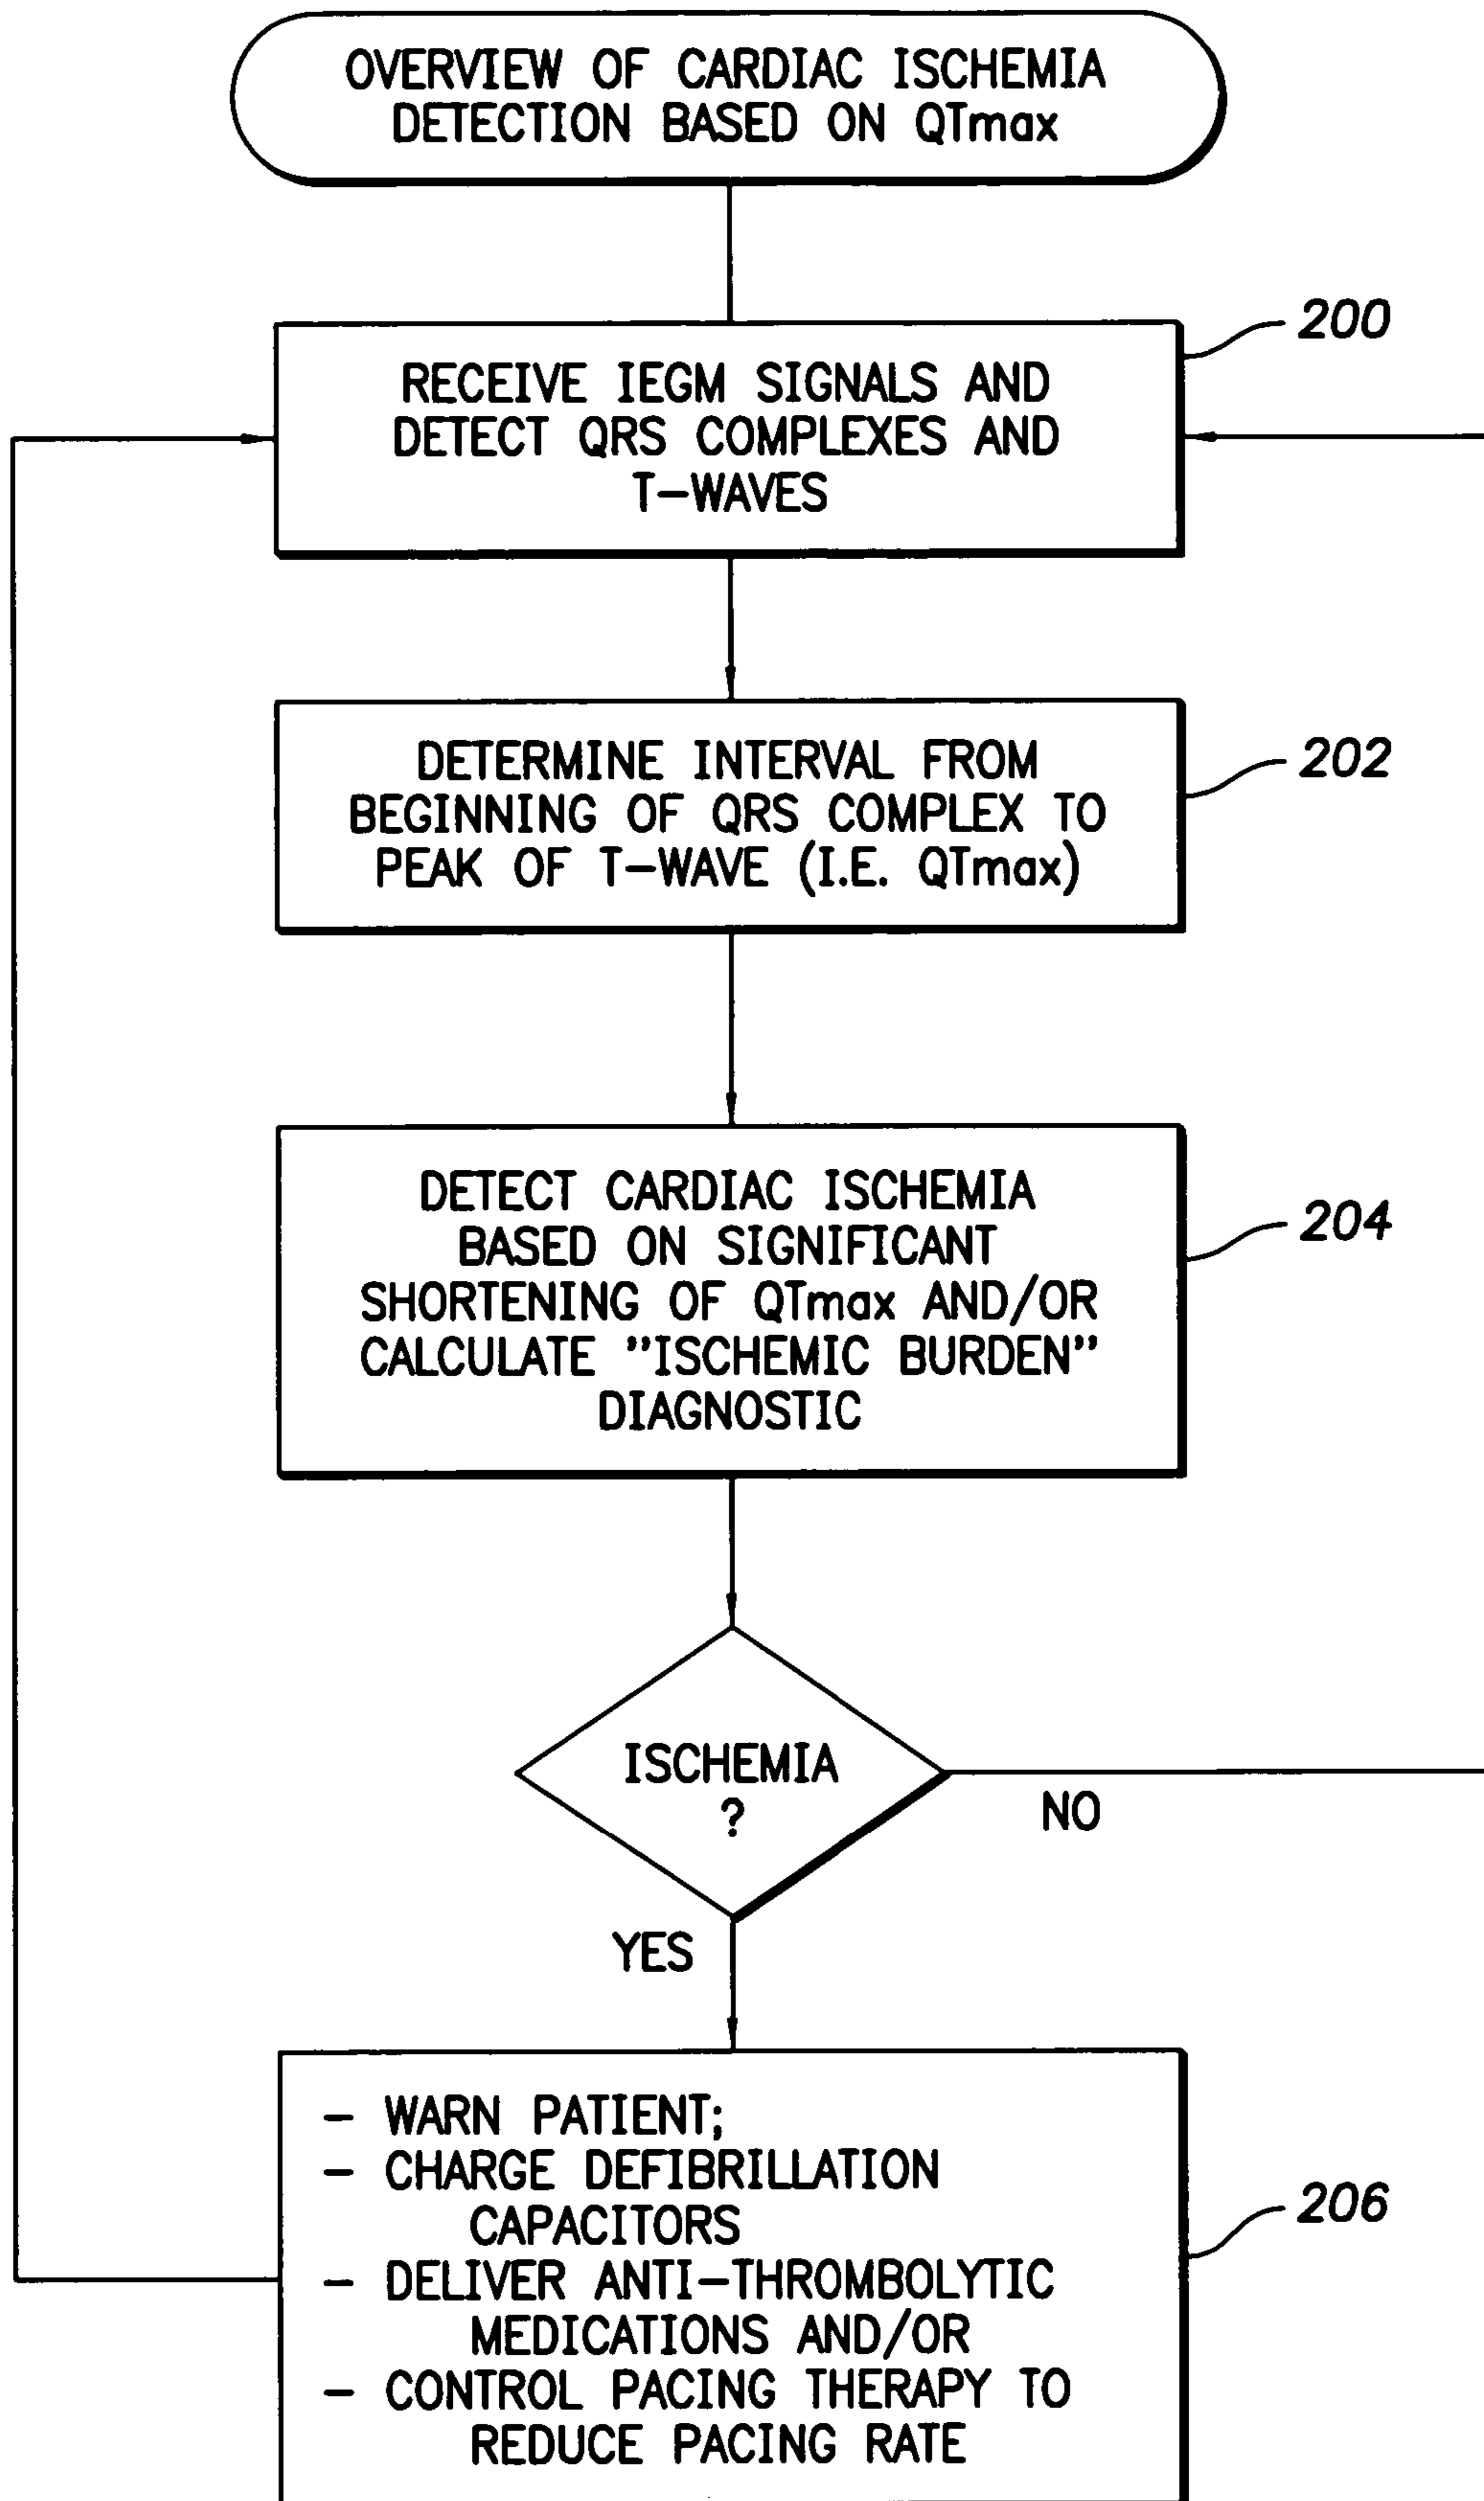 OVERVIEW OF CARDIAC ISCHEMIA
DETECTION BASED ON QTmax
200
RECEIVE IEGM SIGNALS AND
DETECT QRS COMPLEXES AND
T-WAVES
202
DETERMINE INTERVAL FROM
BEGINNING OF QRS COMPLEX TO
PEAK OF T-WAVE (I.E. QTmax)
204
DETECT CARDIAC ISCHEMIA
BASED ON SIGNIFICANT
SHORTENING OF QTmax AND/OR
CALCULATE "ISCHEMIC BURDEN"
DIAGNOSTIC
ISCHEMIA
?
NO
YES
206
- WARN PATIENT;
- CHARGE DEFIBRILLATION
CAPACITORS
- DELIVER ANTI-THROMBOLYTIC
MEDICATIONS AND/OR
- CONTROL PACING THERAPY TO
REDUCE PACING RATE